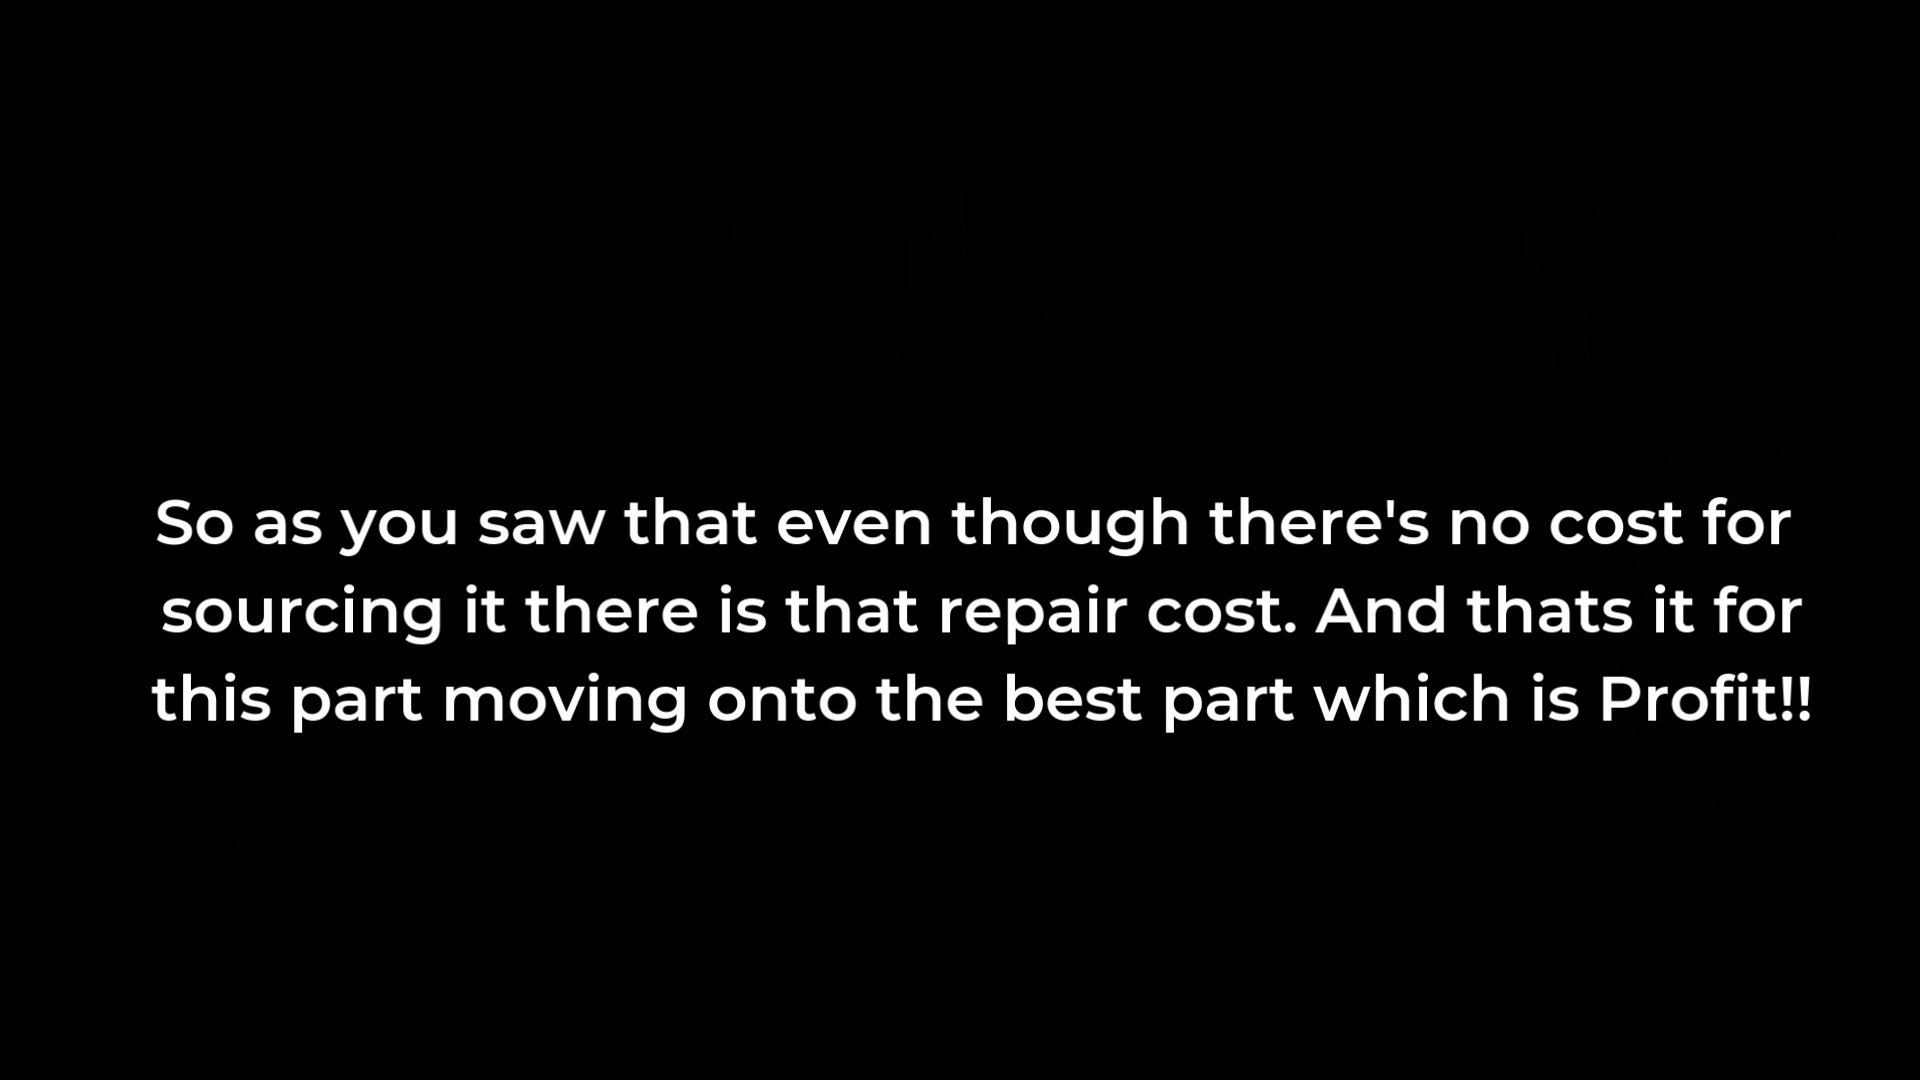 So as you saw that even though there's no cost for
sourcing it there is that repair cost. And thats it for
this part moving onto the best part which is Profit!!